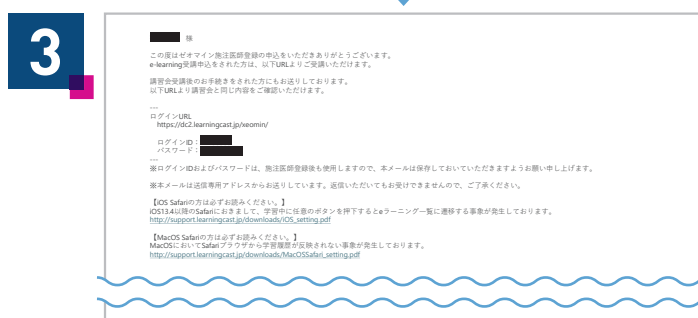 3
様
この度はゼオマイン施注医師登録の申込をいただきありがとうございます。
e-learning受講申込をされた方は、以下URLよりご受講いただけます。
講習会受講後のお手続きをされた方にもお送りしております。
以下URLより講習会と同じ内容をご確認いただけます。
---
ログインURL
https://dc2.learningcast.jp/xeomin/
ログインID：
パスワード：
---
※ログインIDおよびパスワードは、施注医師登録後も使用しますので、本メールは保存しておいていただきますようお願い申し上げます。
※本メールは送信専用アドレスからお送りしています。返信いただいてもお受けできませんので、ご了承ください。
【iOS Safariの方は必ずお読みください。】
iOS13.4以降のSafariにおきまして、学習中に任意のボタンを押下するとeラーニング一覧に遷移する事象が発生しております。
http://support.learningcast.jp/downloads/iOS_setting.pdf
【MacOS Safariの方は必ずお読みください。】
MacOSにおいてSafariブラウザから学習履歴が反映されない事象が発生しております。
http://support.learningcast.jp/downloads/MacOSSafari_setting.pdf